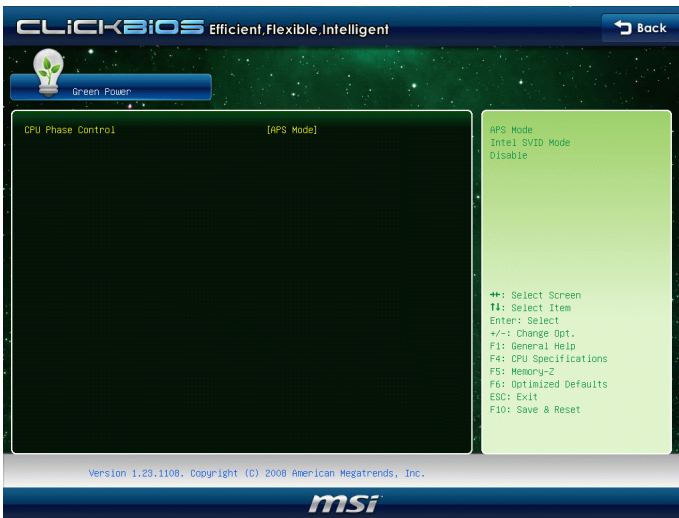 CLiCKBiOS Efficient,Flexible,Intelligent
Back
Green Power
CPU Phase Control [APS Mode]
APS Mode
Intel SVID Mode
Disable
→←: Select Screen
↑↓: Select Item
Enter: Select
+/-: Change Opt.
F1: General Help
F4: CPU Specifications
F5: Memory-Z
F6: Optimized Defaults
ESC: Exit
F10: Save & Reset
Version 1.23.1108. Copyright (C) 2008 American Megatrends, Inc.
msi